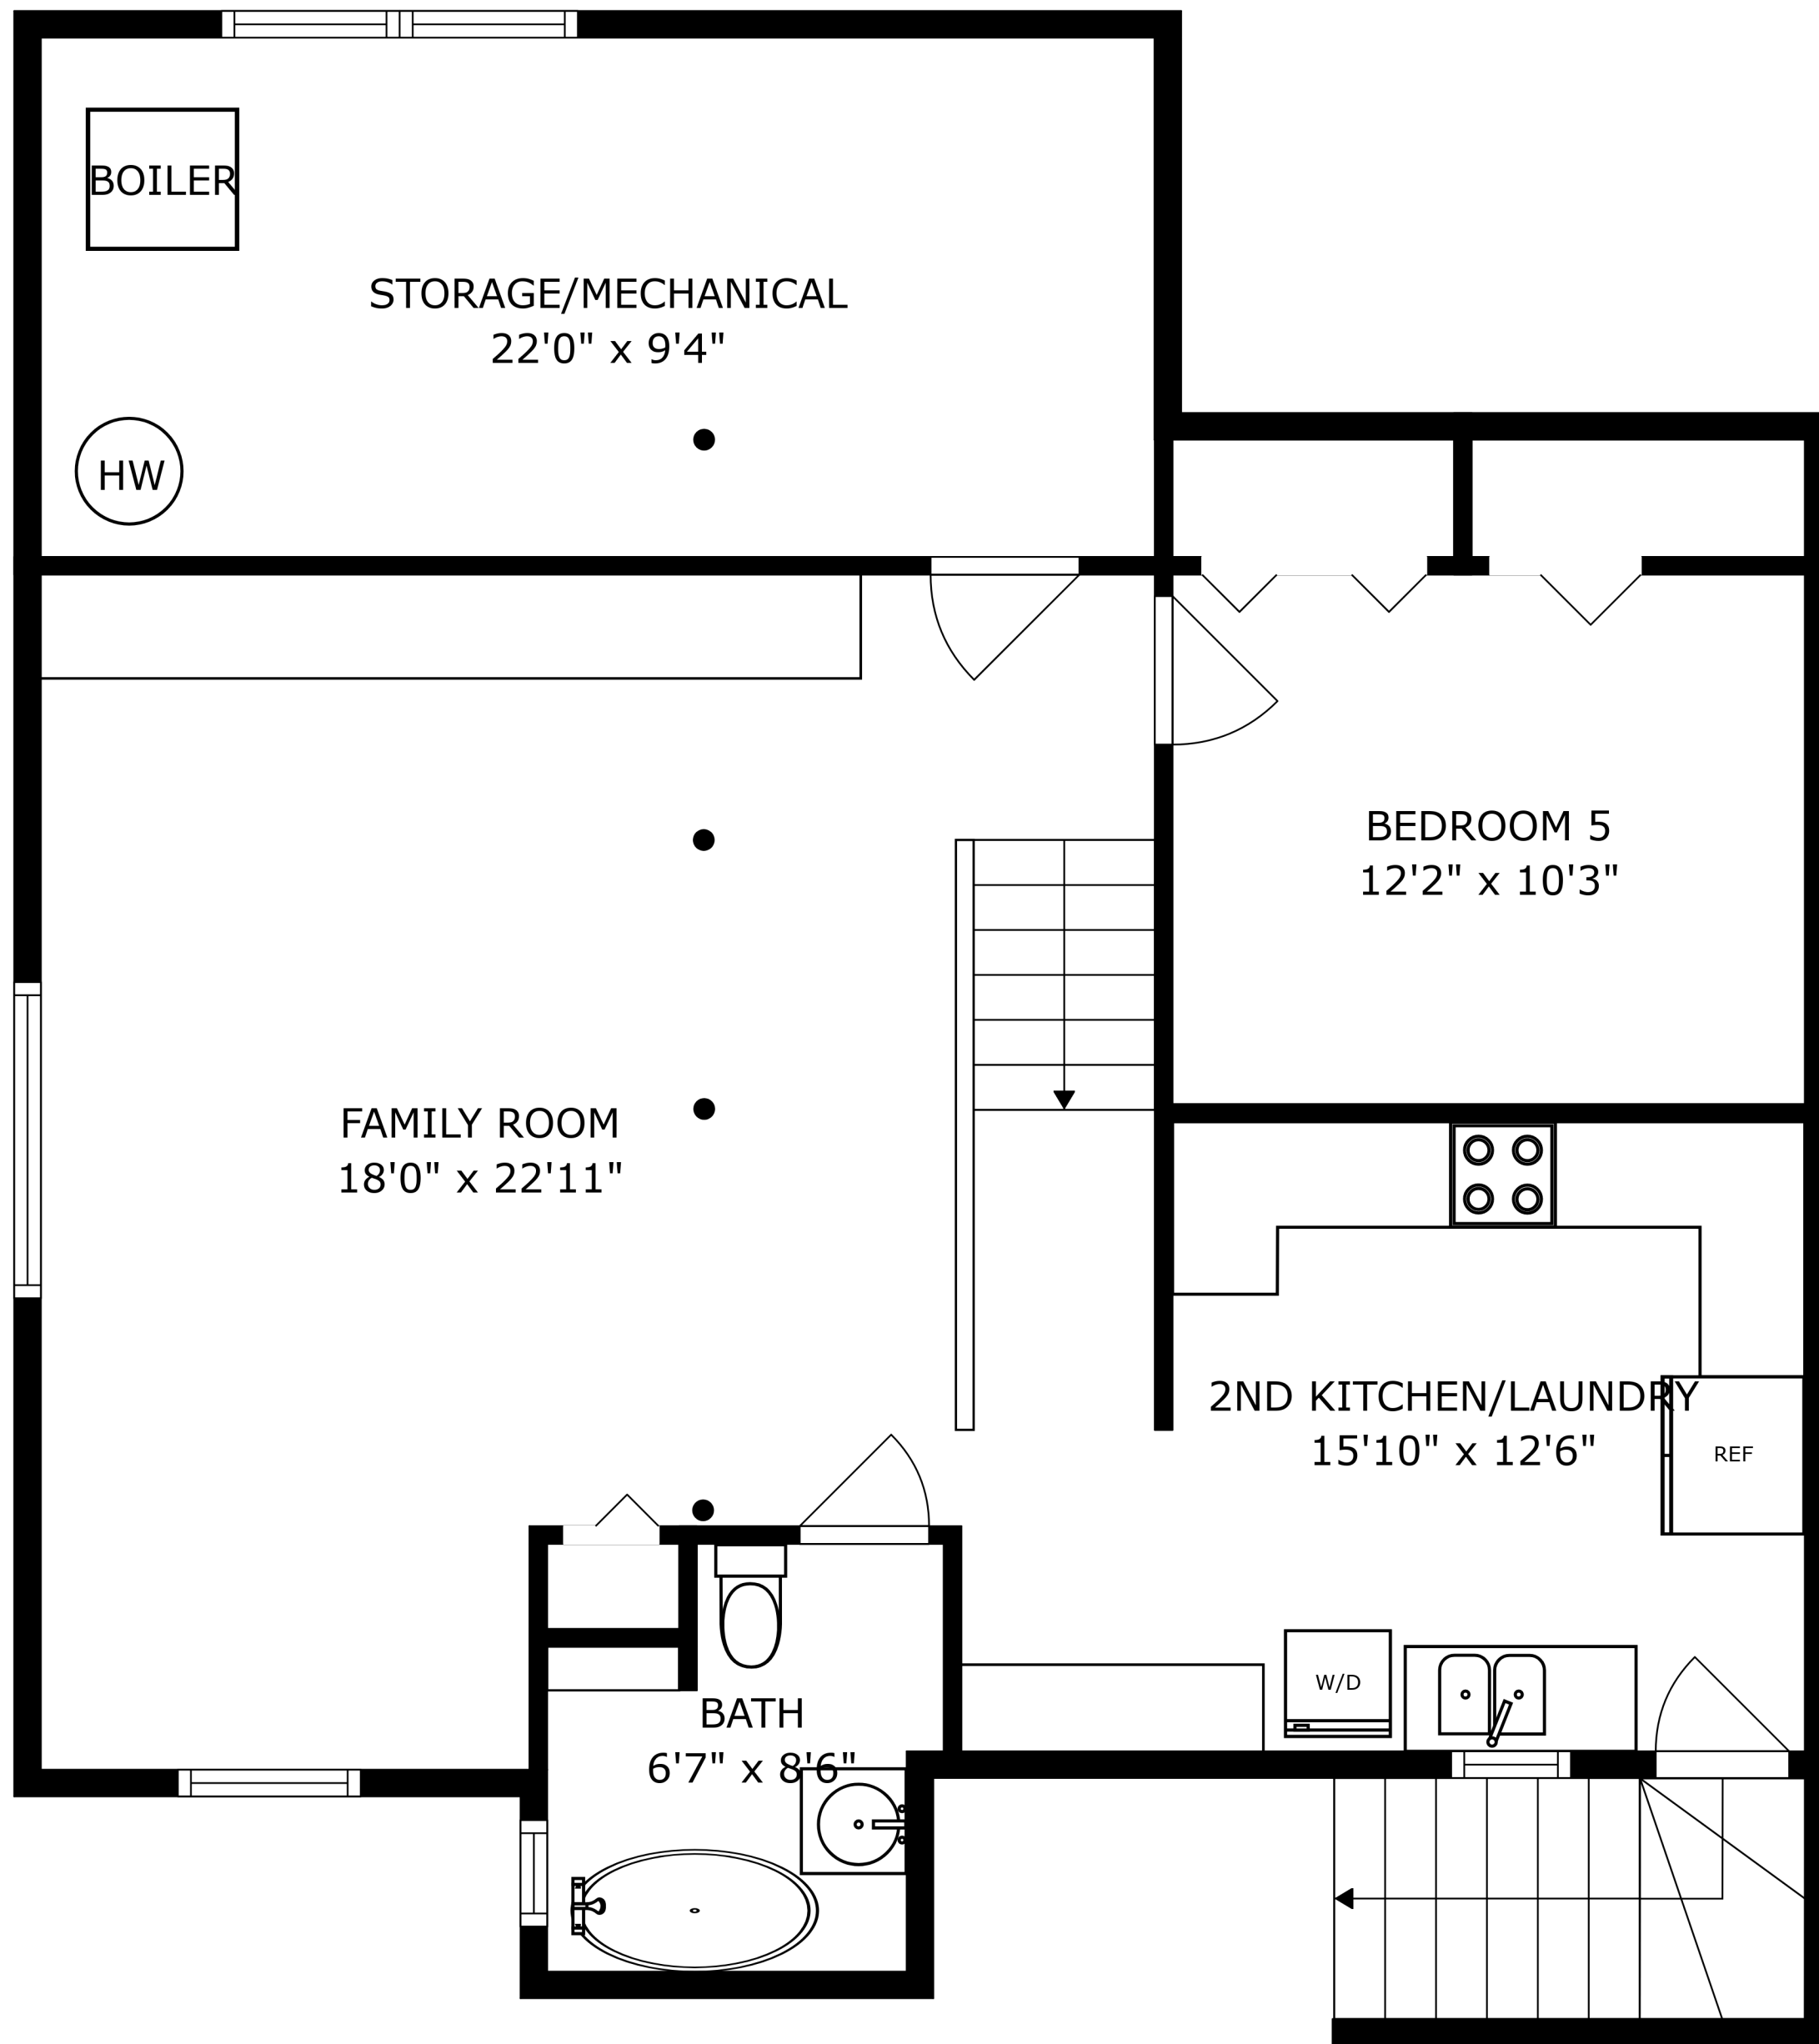 BOILER
STORAGE/MECHANICAL
22'0" x 9'4"
HW
BEDROOM 5
12'2" x 10'3"
FAMILY ROOM
18'0" x 22'11"
2ND KITCHEN/LAUNDRY
15'10" x 12'6"
REF
W/D
BATH
6'7" x 8'6"